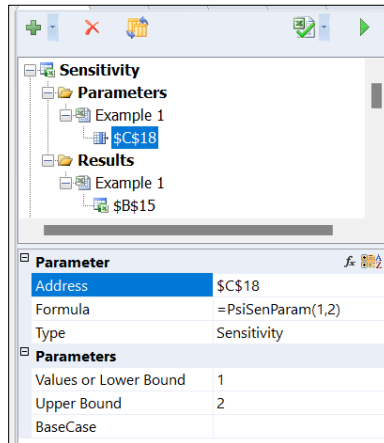 Sensitivity
Parameters
Example 1
$C$18
Results
Example 1
$B$15
Parameter
Address $C$18
Formula =PsiSenParam(1,2)
Type Sensitivity
Parameters
Values or Lower Bound 1
Upper Bound 2
BaseCase